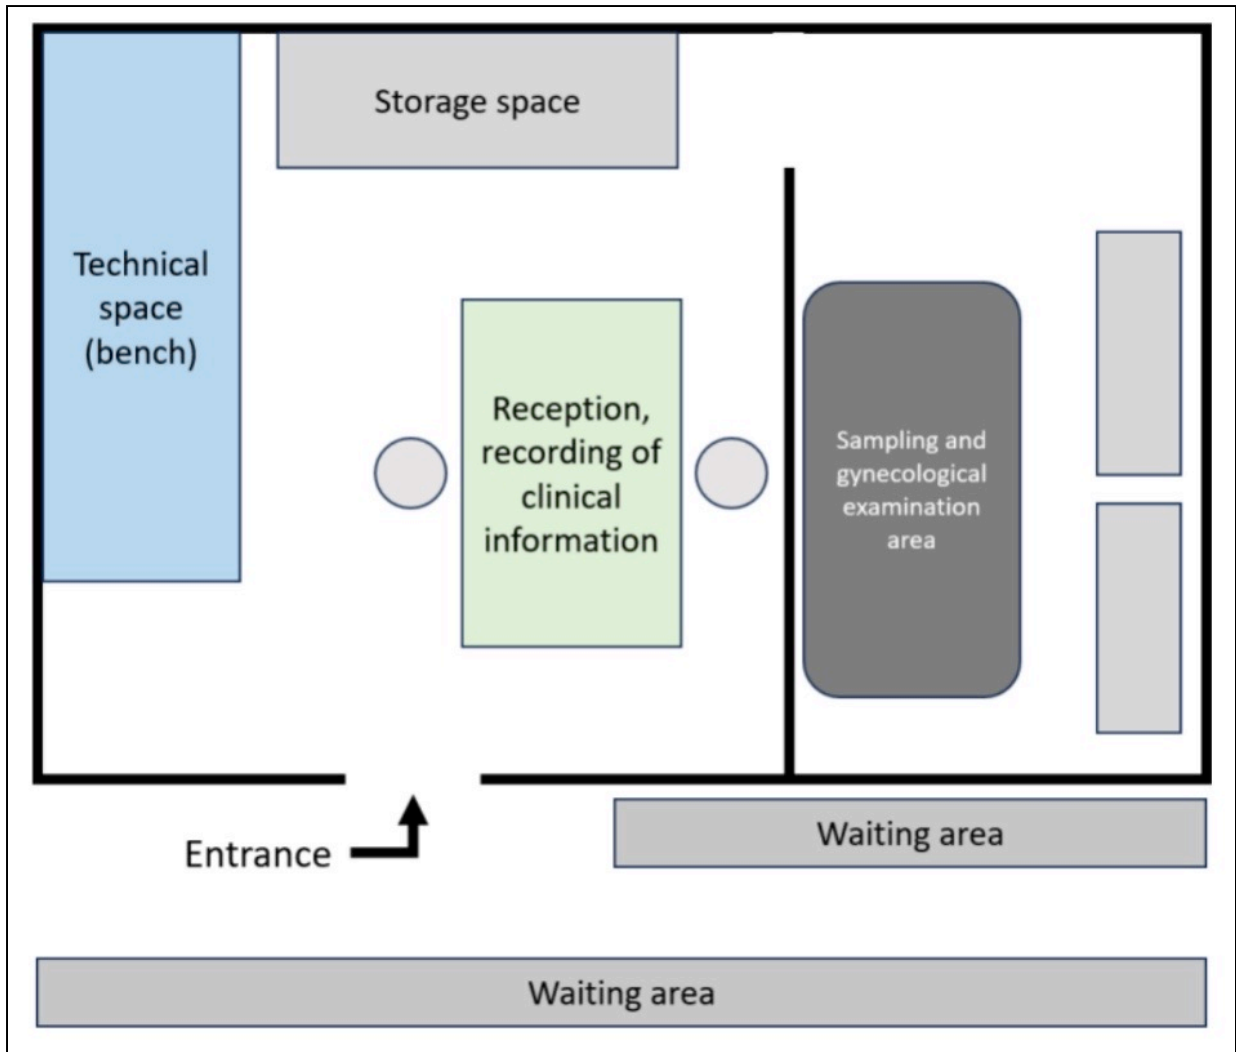 Storage space
Technical
space
(bench)
Reception,
recording of
clinical
information
Sampling and
gynecological
examination
area
Entrance
Waiting area
Waiting area